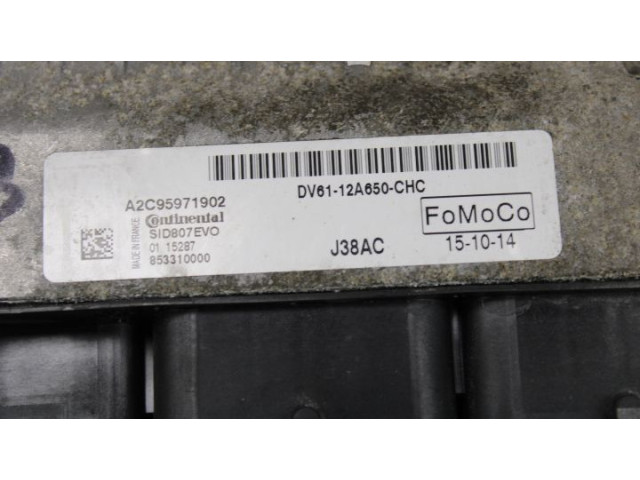 A2C95971902
Continental
SID807EVO
01. 15287
853310000
MADE IN FRANCE
DV61-12A650-CHC
J38AC
FoMoCo
15-10-14